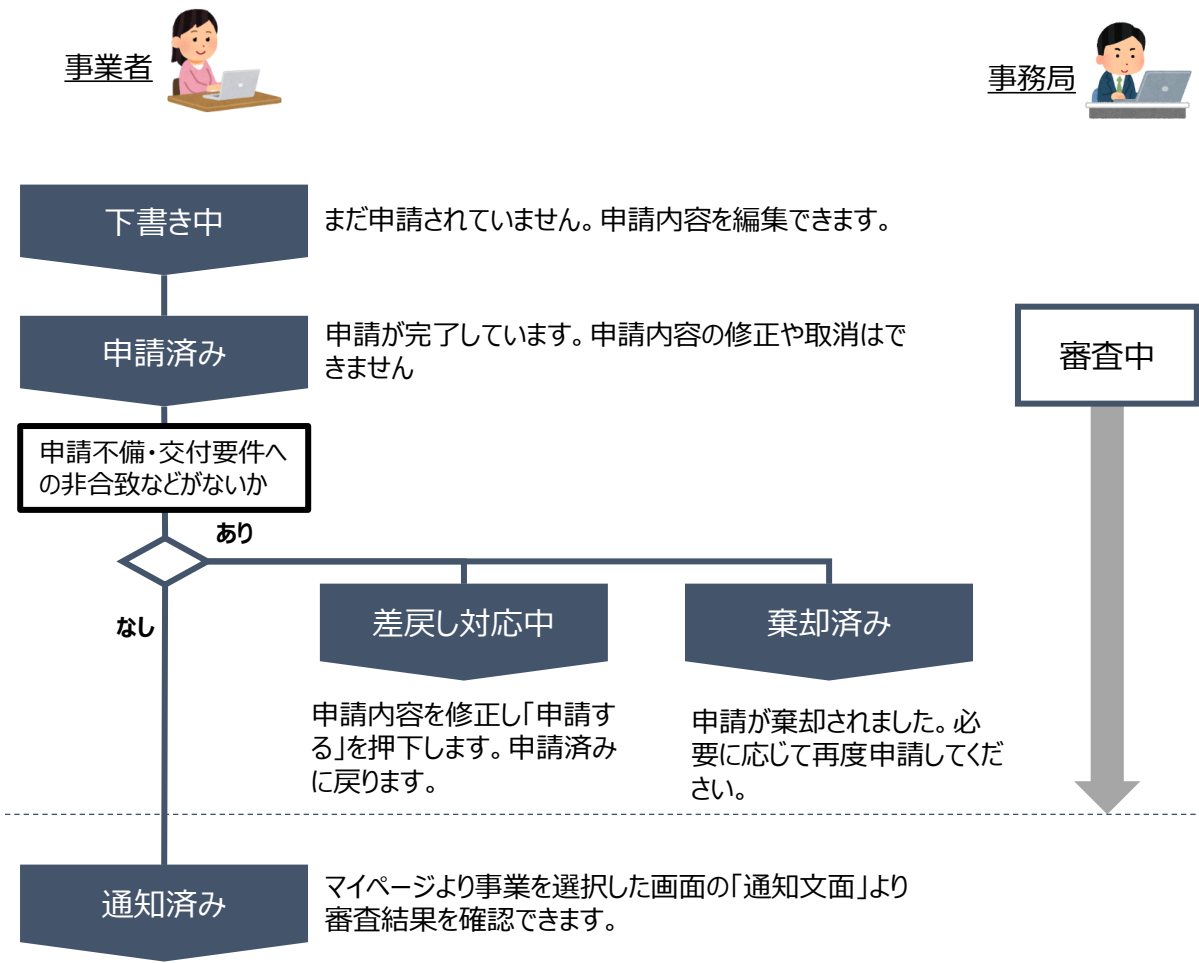 事業者
事務局
下書き中
まだ申請されていません。申請内容を編集できます。
申請済み
申請が完了しています。申請内容の修正や取消はで
きません
審査中
申請不備・交付要件へ
の非合致などがないか
あり
なし
差戻し対応中
棄却済み
申請内容を修正し「申請す
る」を押下します。申請済み
に戻ります。
申請が棄却されました。必
要に応じて再度申請してくだ
さい。
通知済み
マイページより事業を選択した画面の「通知文面」より
審査結果を確認できます。